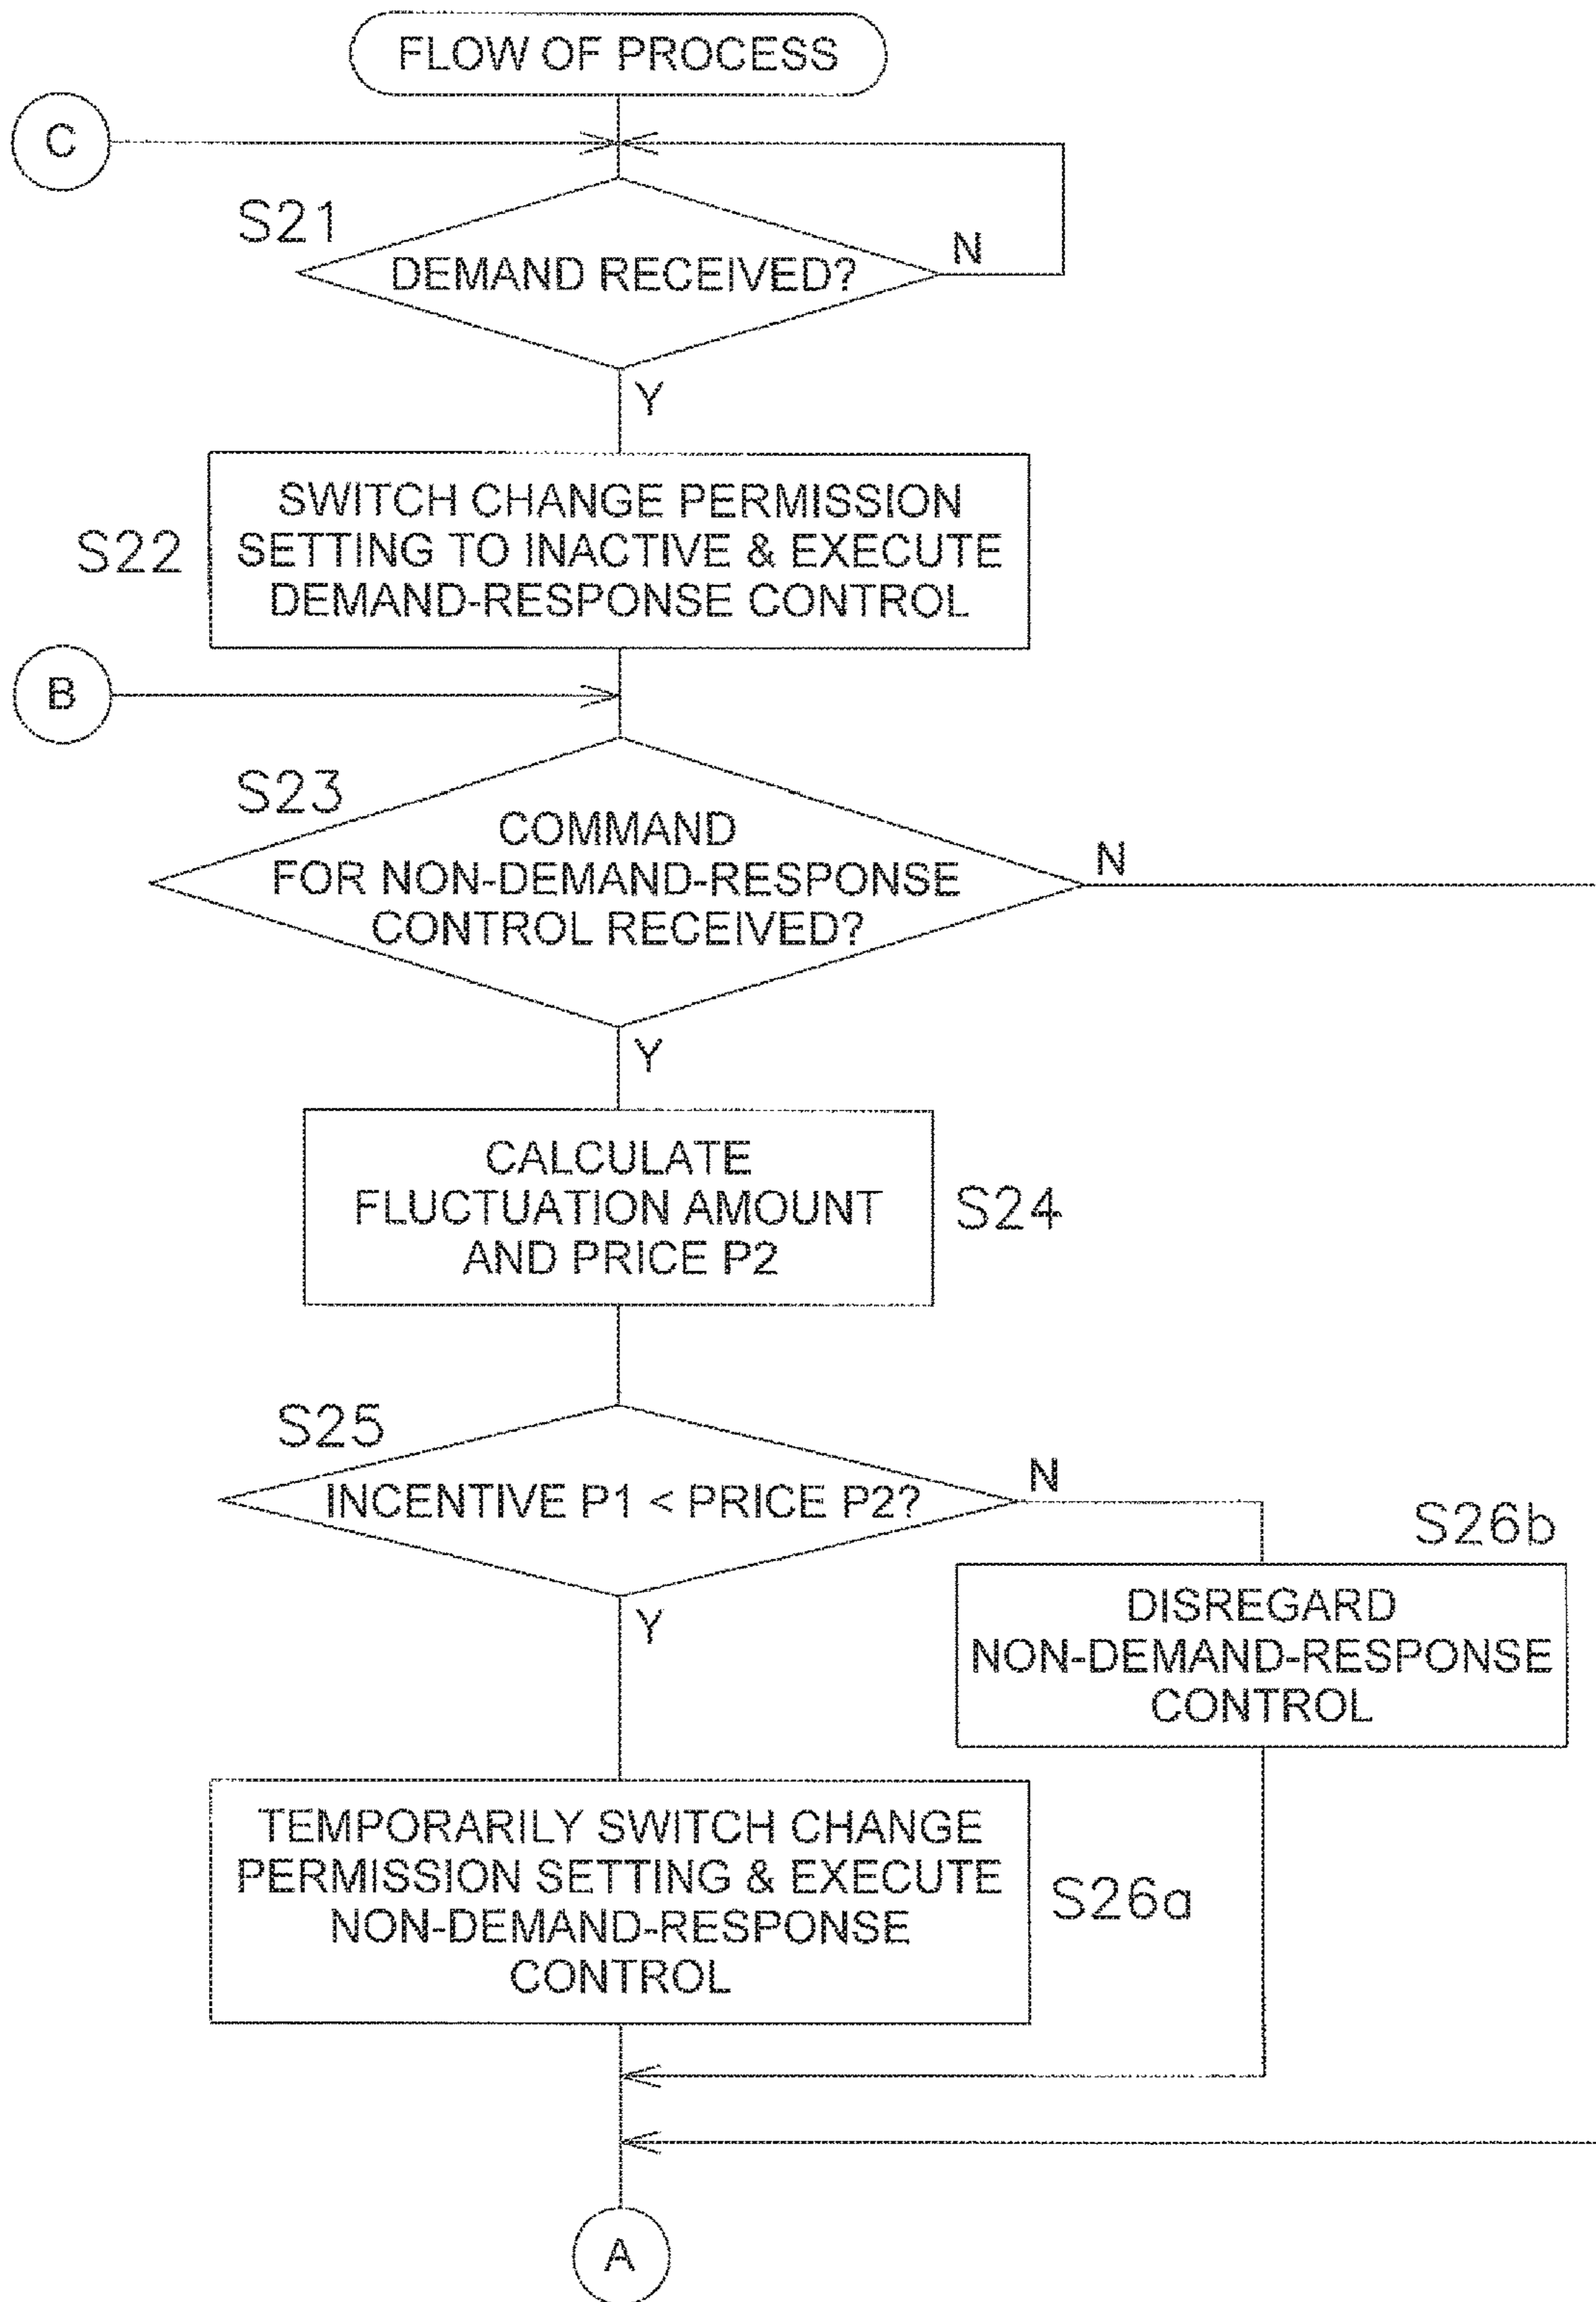 FLOW OF PROCESS
C
S21
DEMAND RECEIVED?
N
Y
S22
SWITCH CHANGE PERMISSION
SETTING TO INACTIVE & EXECUTE
DEMAND-RESPONSE CONTROL
B
S23
COMMAND
FOR NON-DEMAND-RESPONSE
CONTROL RECEIVED?
N
Y
CALCULATE
FLUCTUATION AMOUNT
AND PRICE P2
S24
S25
INCENTIVE P1 < PRICE P2?
N
Y
S26b
DISREGARD
NON-DEMAND-RESPONSE
CONTROL
TEMPORARILY SWITCH CHANGE
PERMISSION SETTING & EXECUTE
NON-DEMAND-RESPONSE
CONTROL
S26a
A